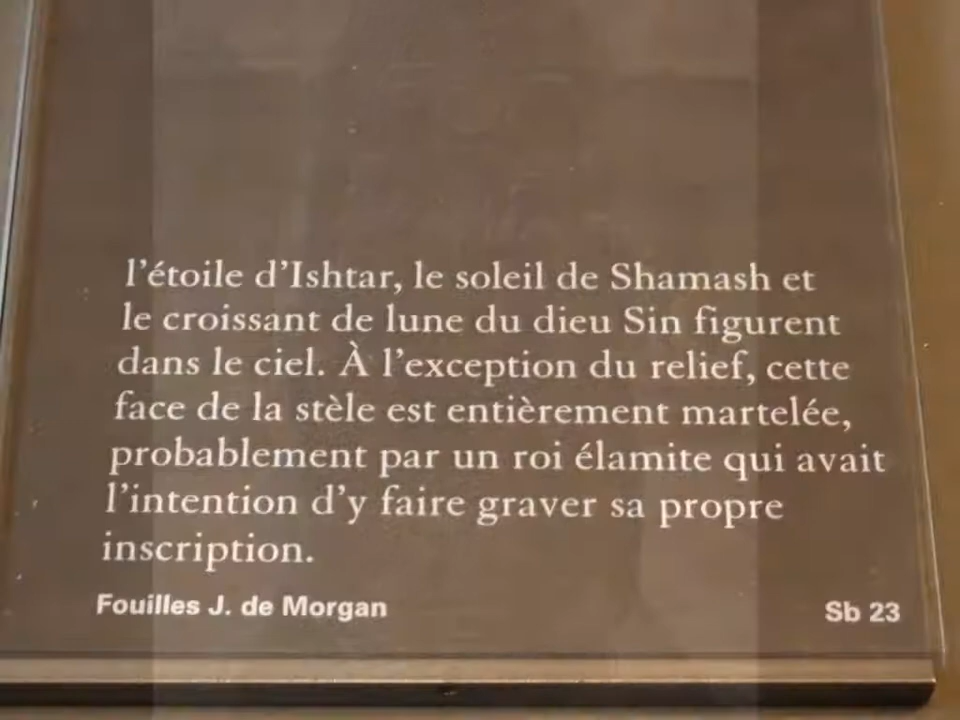 l’étoile d’Ishtar, le soleil de Shamash et
le croissant de lune du dieu Sin figurent
dans le ciel. À l’exception du relief, cette
face de la stèle est entièrement martelée,
probablement par un roi élamite qui avait
l’intention d’y faire graver sa propre
inscription.
Fouilles J. de Morgan
Sb 23